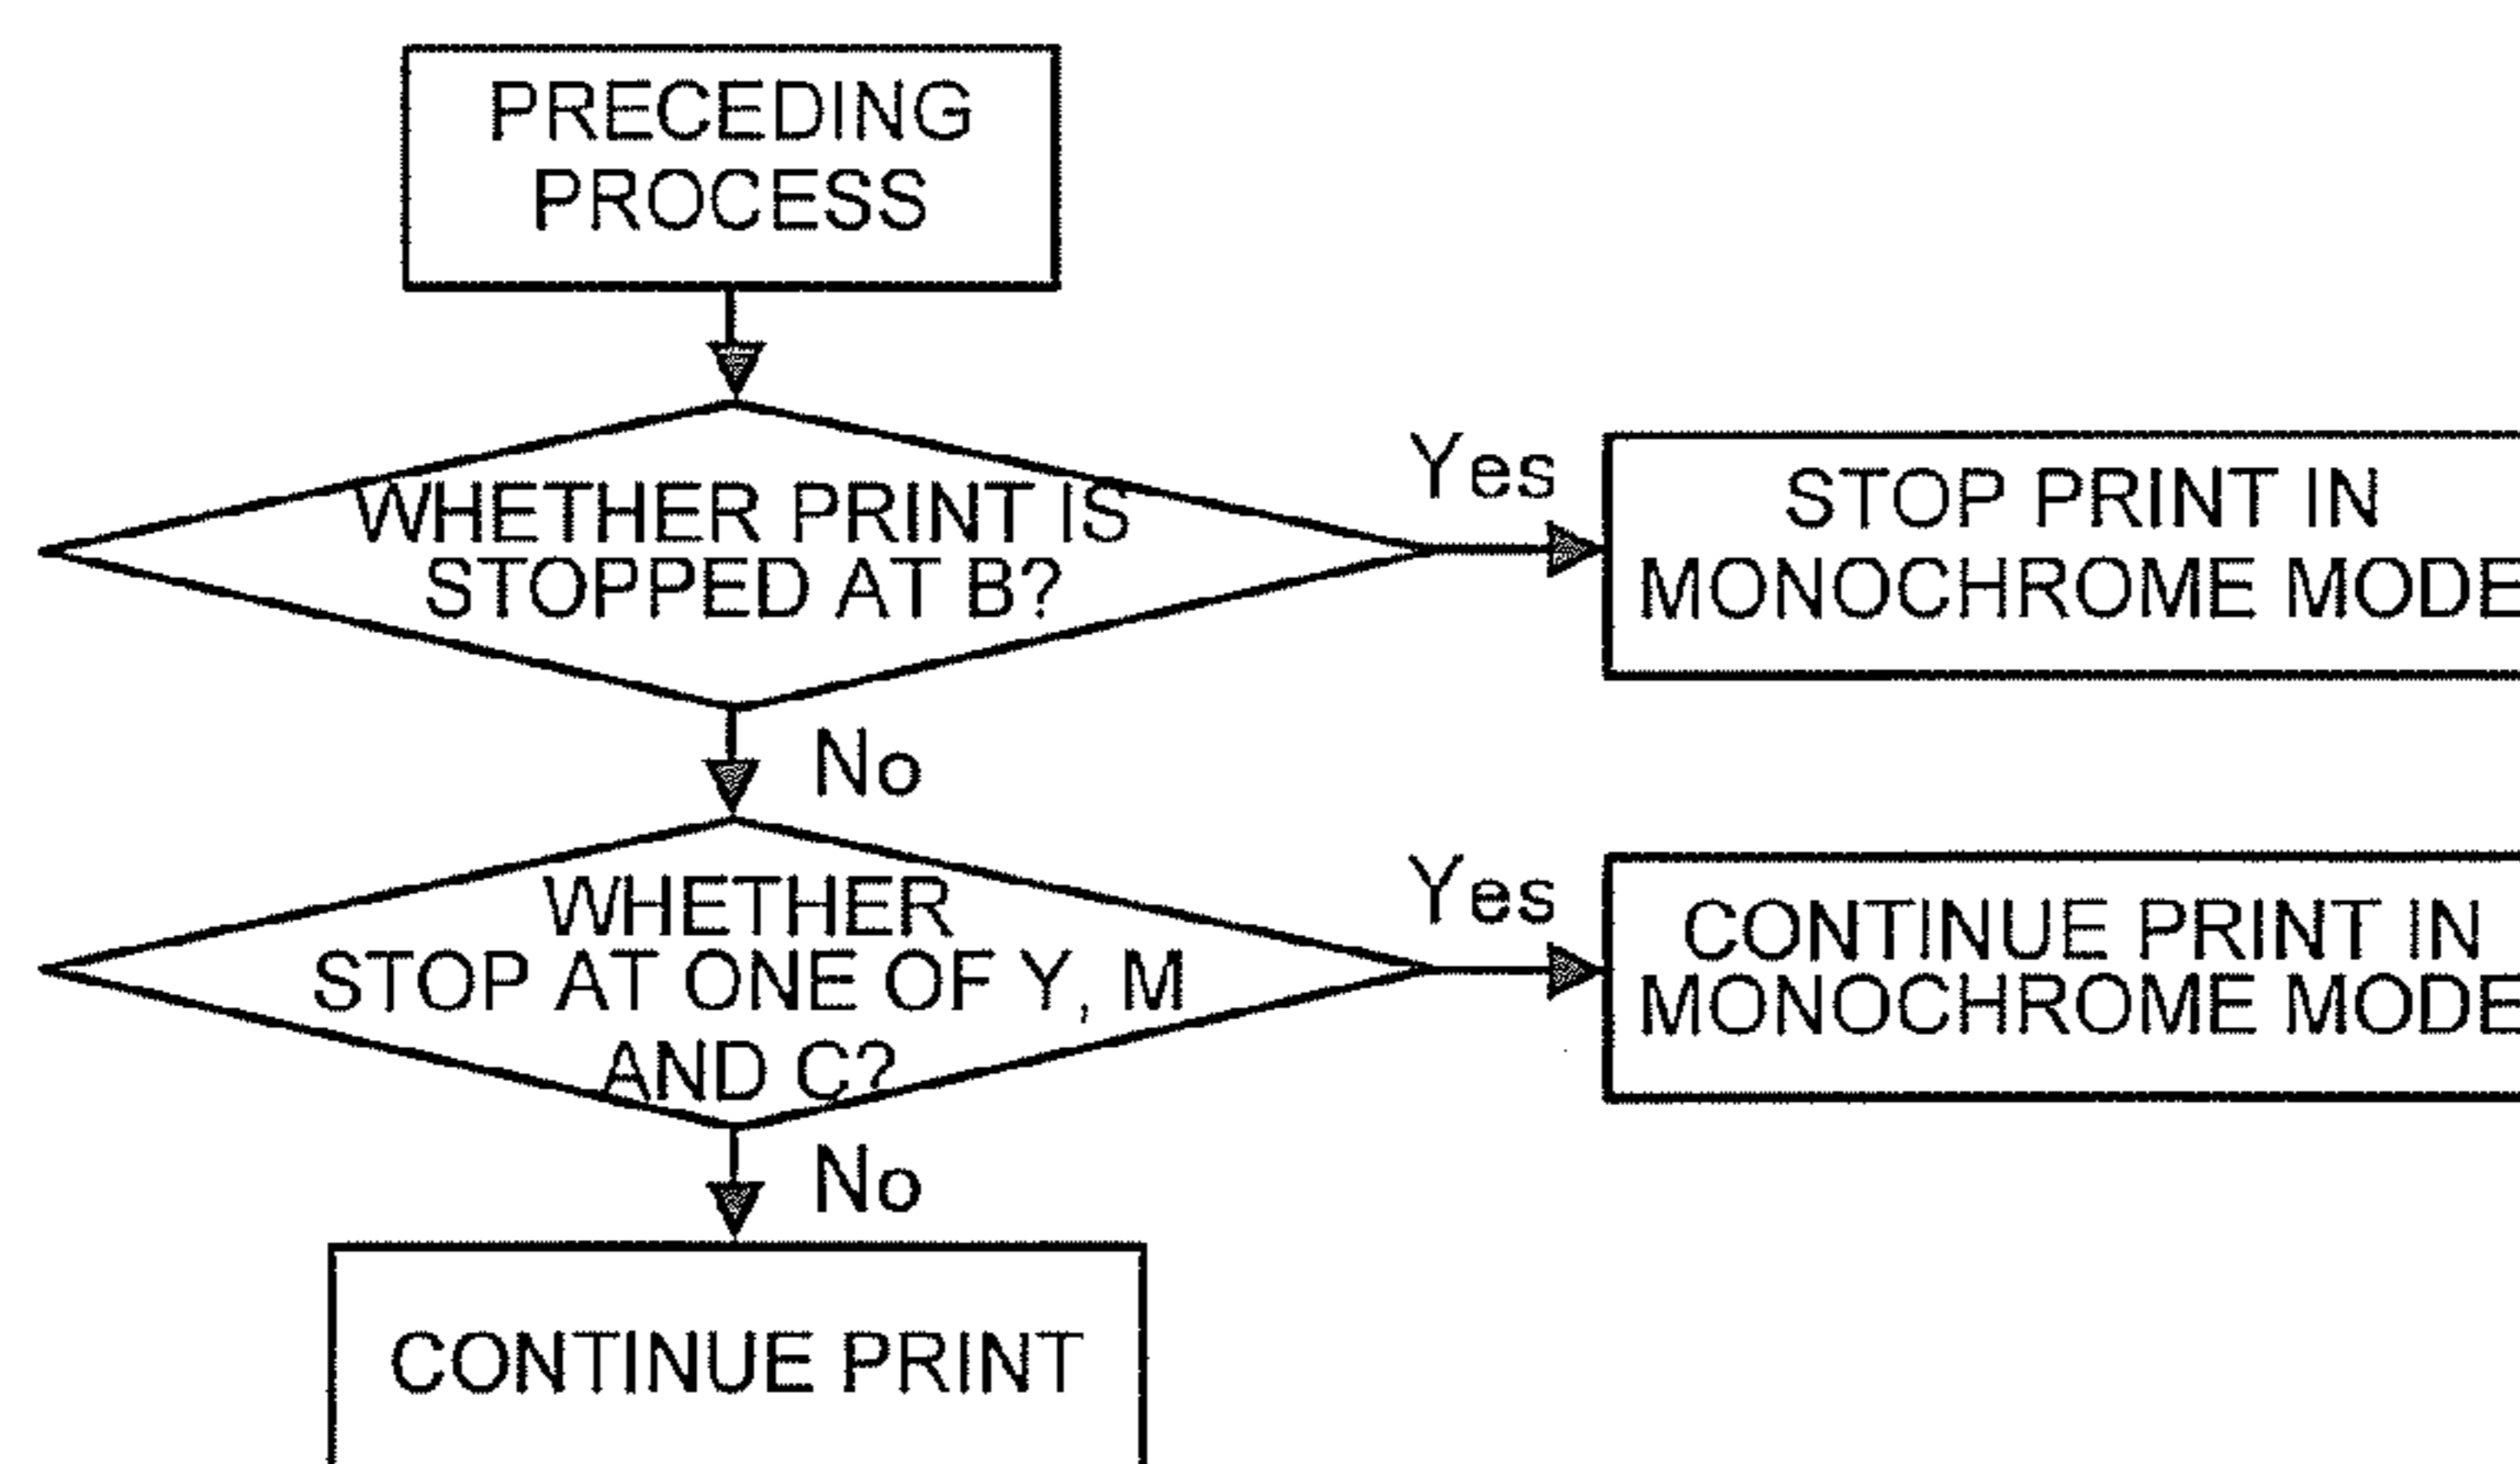 PRECEDING
PROCESS
WHETHER PRINT IS
STOPPED AT B?
Yes
STOP PRINT IN
MONOCHROME MODE
No
WHETHER
STOP AT ONE OF Y, M
AND C?
Yes
CONTINUE PRINT IN
MONOCHROME MODE
No
CONTINUE PRINT